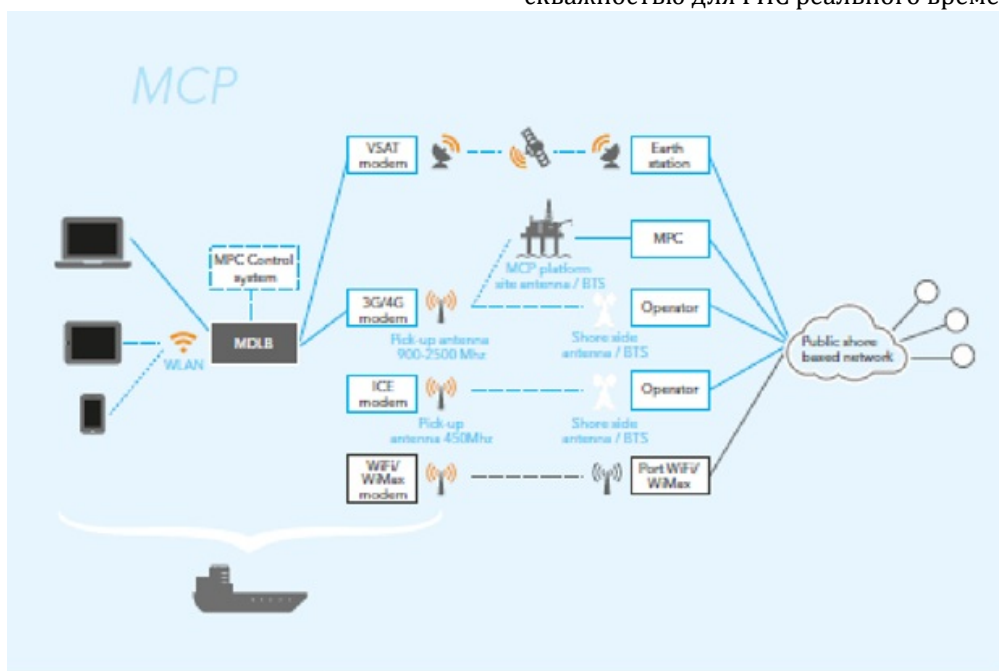 скважностью для ГНС реального време
MCP
VSAT
modem
Earth
station
MPC
MCP platform
site antenna / BTS
MPC Control
system
3G/4G
modem
Operator
MDLB
WLAN
Pick-up antenna
900-2500 Mhz
Shore side
antenna / BTS
Public shore
based network
ICE
modem
Operator
Pick-up
antenna 450Mhz
Shore side
antenna / BTS
WiFi/
WiMax
modem
Port WiFi/
WiMax